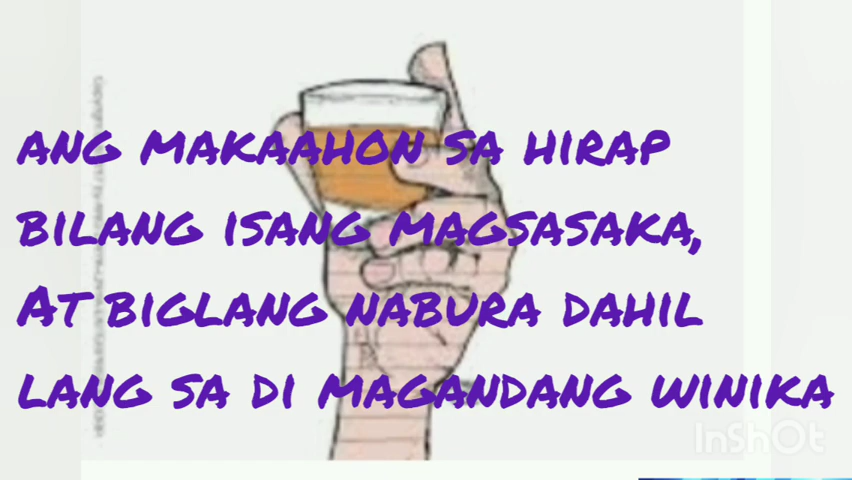 ANG MAKAAHON SA HIRAP
BILANG ISANG MAGSASAKA,
AT BIGLANG NABURA DAHIL
LANG SA DI MAGANDANG WINIKA
InShOt